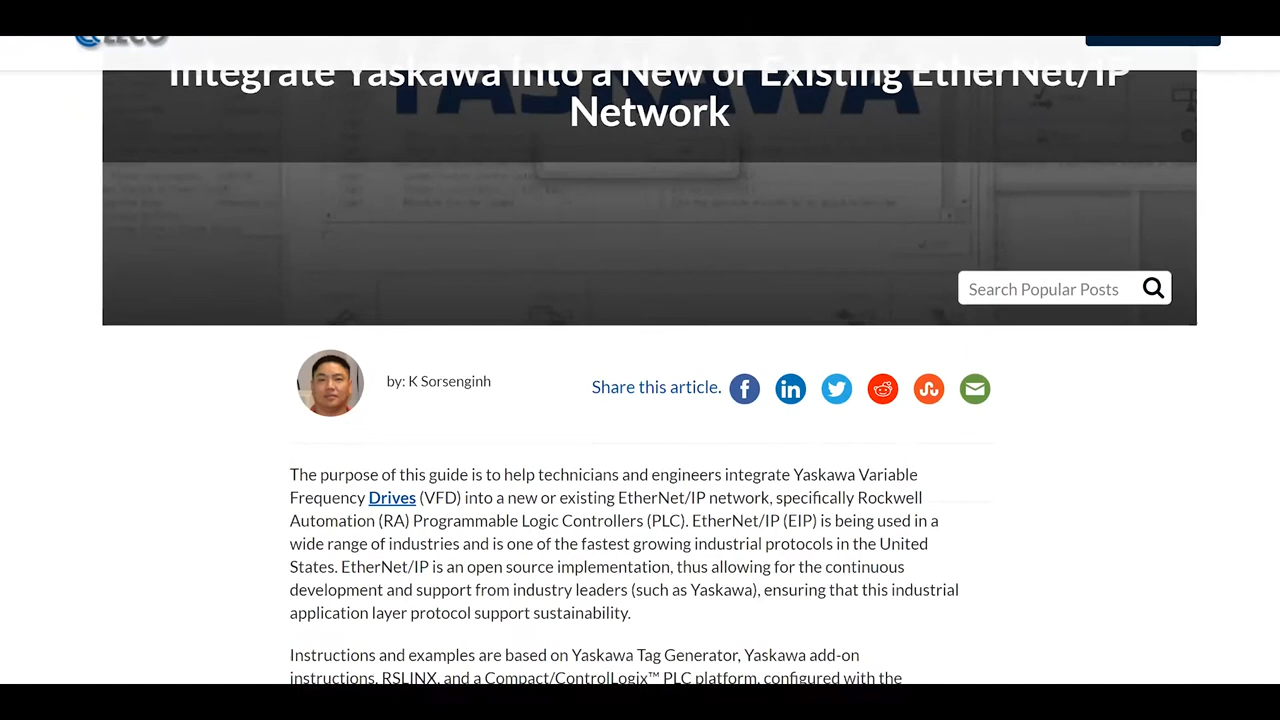 Integrate Yaskawa into a New or Existing EtherNet/IP
Network
Search Popular Posts
by: K Sorsenginh
Share this article.
The purpose of this guide is to help technicians and engineers integrate Yaskawa Variable
Frequency Drives (VFD) into a new or existing EtherNet/IP network, specifically Rockwell
Automation (RA) Programmable Logic Controllers (PLC). EtherNet/IP (EIP) is being used in a
wide range of industries and is one of the fastest growing industrial protocols in the United
States. EtherNet/IP is an open source implementation, thus allowing for the continuous
development and support from industry leaders (such as Yaskawa), ensuring that this industrial
application layer protocol support sustainability.
Instructions and examples are based on Yaskawa Tag Generator, Yaskawa add-on
instructions, RSLINX, and a Compact/ControlLogix™ PLC platform, configured with the